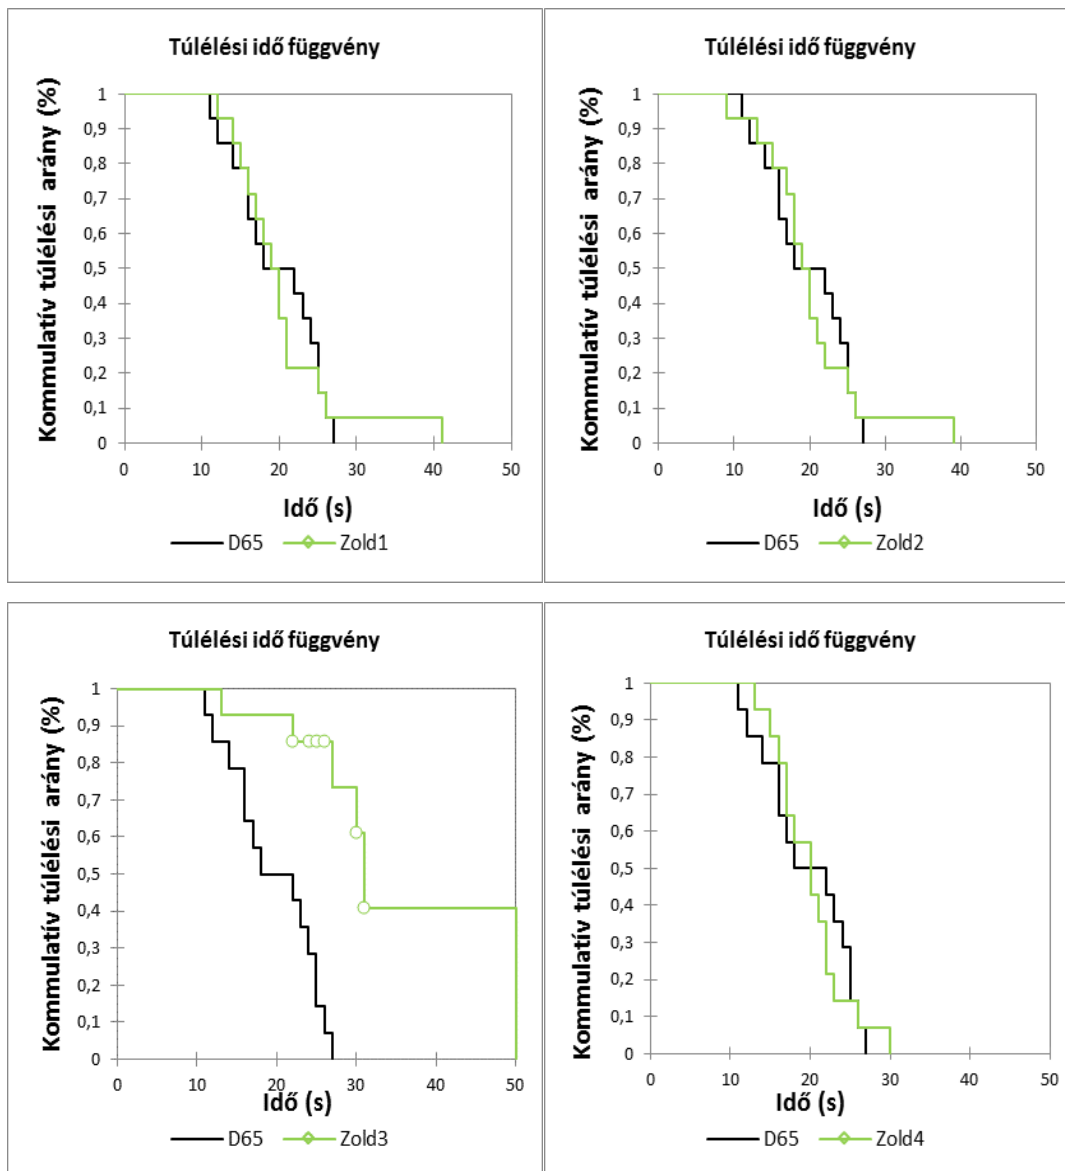 Túlélési idő függvény
Kommulatív túlélési arány (%)
1
0,9
0,8
0,7
0,6
0,5
0,4
0,3
0,2
0,1
0
0 10 20 30 40 50
Idő (s)
D65 Zold1
Túlélési idő függvény
Kommulatív túlélési arány (%)
1
0,9
0,8
0,7
0,6
0,5
0,4
0,3
0,2
0,1
0
0 10 20 30 40 50
Idő (s)
D65 Zold2
Túlélési idő függvény
Kommulatív túlélési arány (%)
1
0,9
0,8
0,7
0,6
0,5
0,4
0,3
0,2
0,1
0
0 10 20 30 40 50
Idő (s)
D65 Zold3
Túlélési idő függvény
Kommulatív túlélési arány (%)
1
0,9
0,8
0,7
0,6
0,5
0,4
0,3
0,2
0,1
0
0 10 20 30 40 50
Idő (s)
D65 Zold4